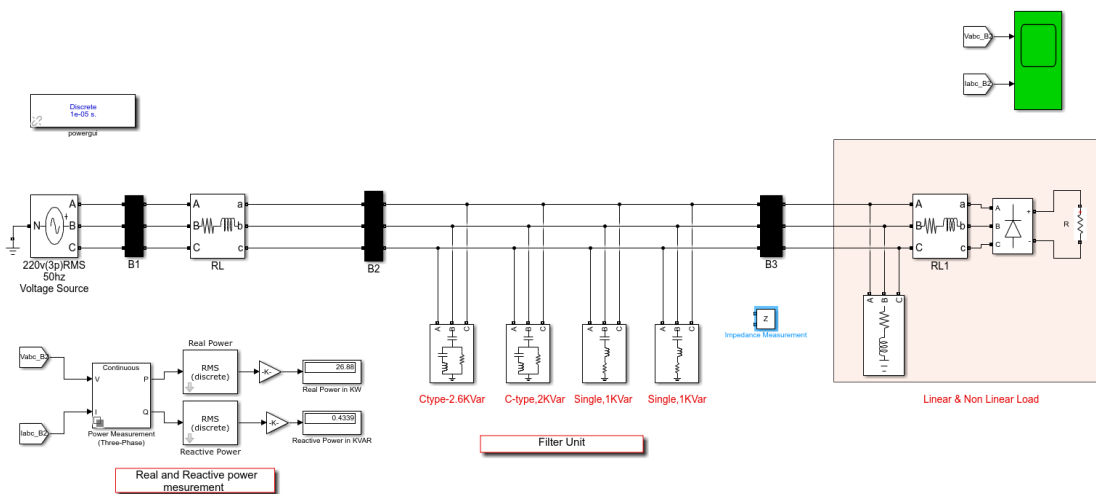 Vabc_B2
Iabc_B2
Discrete
1e-05 s.
powergui
N
A
B
C
220v(3p)RMS
50hz
Voltage Source
B1
A
B
C
a
b
c
RL
B2
B3
A
B
C
a
b
c
RL1
A
B
C
+
-
R
A B C
A B C
A B C
A B C
A B C
Z
Impedance Measurement
Ctype-2.6KVar
C-type,2KVar
Single,1KVar
Single,1KVar
Linear & Non Linear Load
Filter Unit
Vabc_B2
Iabc_B2
Continuous
V
I
P
Q
Power Measurement
(Three-Phase)
Real Power
RMS
(discrete)
-K-
26.88
Real Power in KW
RMS
(discrete)
Reactive Power
-K-
0.4339
Reactive Power in KVAR
Real and Reactive power
mesurement